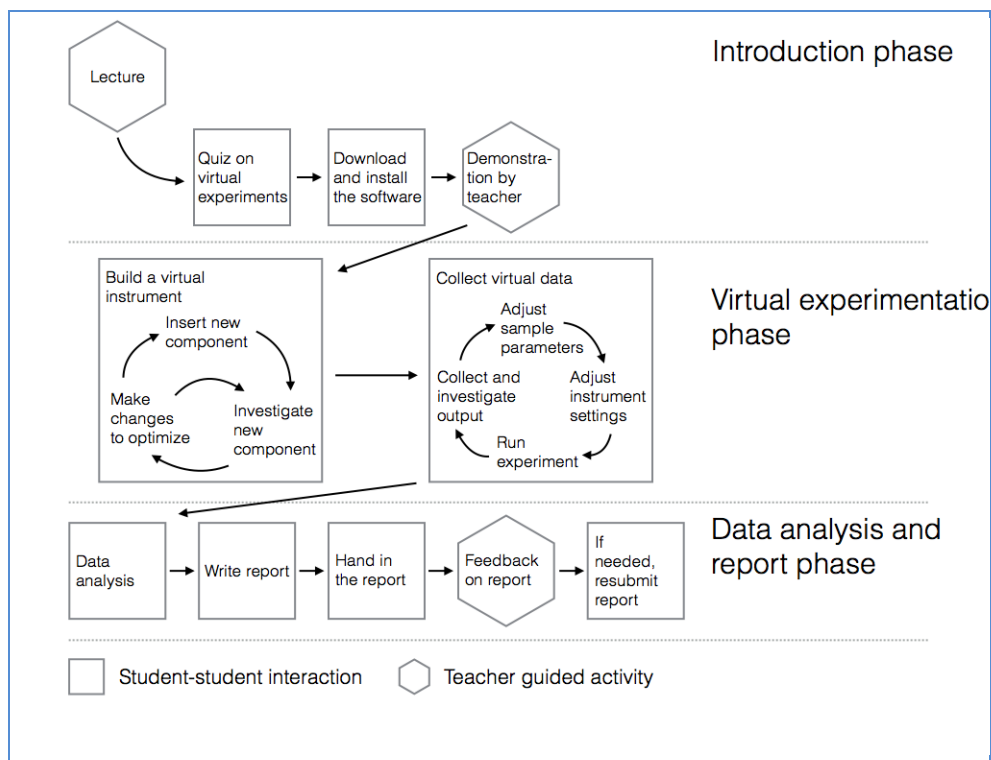 Introduction phase
Lecture
Quiz on
virtual
experiments
Download
and install
the software
Demonstra-
tion by
teacher
Virtual experimentatio
phase
Build a virtual
instrument
Insert new
component
Make
changes
to optimize
Investigate
new
component
Collect virtual data
Adjust
sample
parameters
Collect and
investigate
output
Adjust
instrument
settings
Run
experiment
Data analysis and
report phase
Data
analysis
Write report
Hand in
the report
Feedback
on report
If
needed,
resubmit
report
Student-student interaction
Teacher guided activity